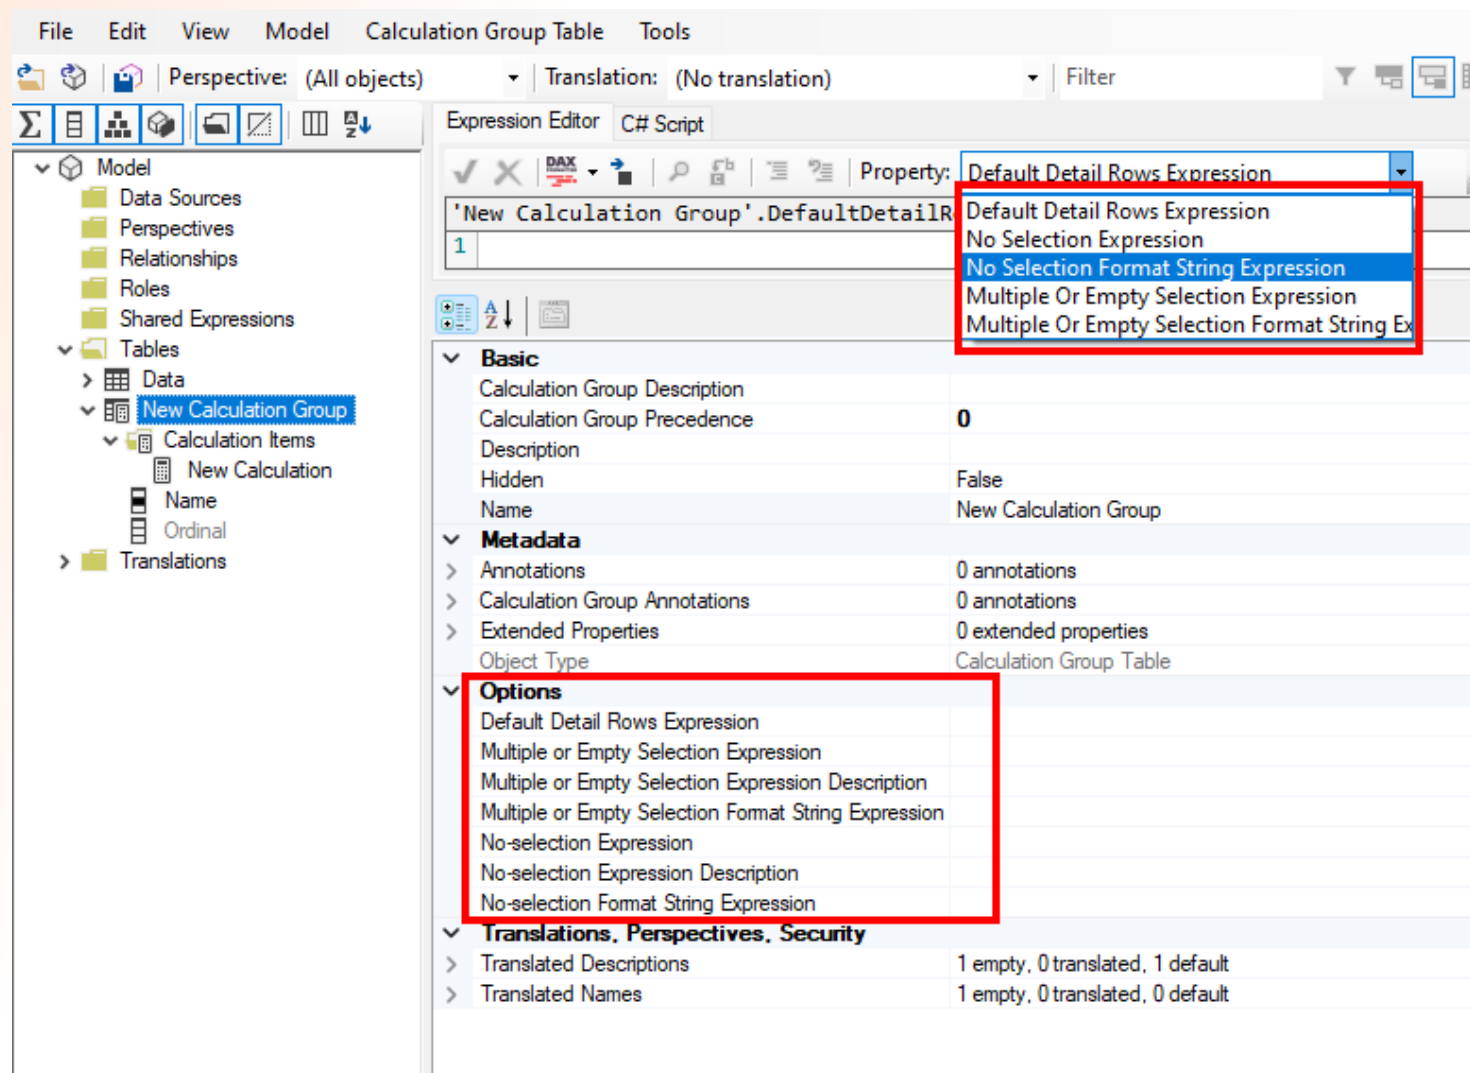 File Edit View Model Calculation Group Table Tools
Perspective: (All objects) Translation: (No translation) Filter
Expression Editor C# Script
DAX Property: Default Detail Rows Expression
'New Calculation Group'.DefaultDetailR
1
Default Detail Rows Expression
No Selection Expression
No Selection Format String Expression
Multiple Or Empty Selection Expression
Multiple Or Empty Selection Format String Ex
Model
Data Sources
Perspectives
Relationships
Roles
Shared Expressions
Tables
Data
New Calculation Group
Calculation Items
New Calculation
Name
Ordinal
Translations
Basic
Calculation Group Description
Calculation Group Precedence 0
Description
Hidden False
Name New Calculation Group
Metadata
Annotations 0 annotations
Calculation Group Annotations 0 annotations
Extended Properties 0 extended properties
Object Type Calculation Group Table
Options
Default Detail Rows Expression
Multiple or Empty Selection Expression
Multiple or Empty Selection Expression Description
Multiple or Empty Selection Format String Expression
No-selection Expression
No-selection Expression Description
No-selection Format String Expression
Translations, Perspectives, Security
Translated Descriptions 1 empty, 0 translated, 1 default
Translated Names 1 empty, 0 translated, 0 default